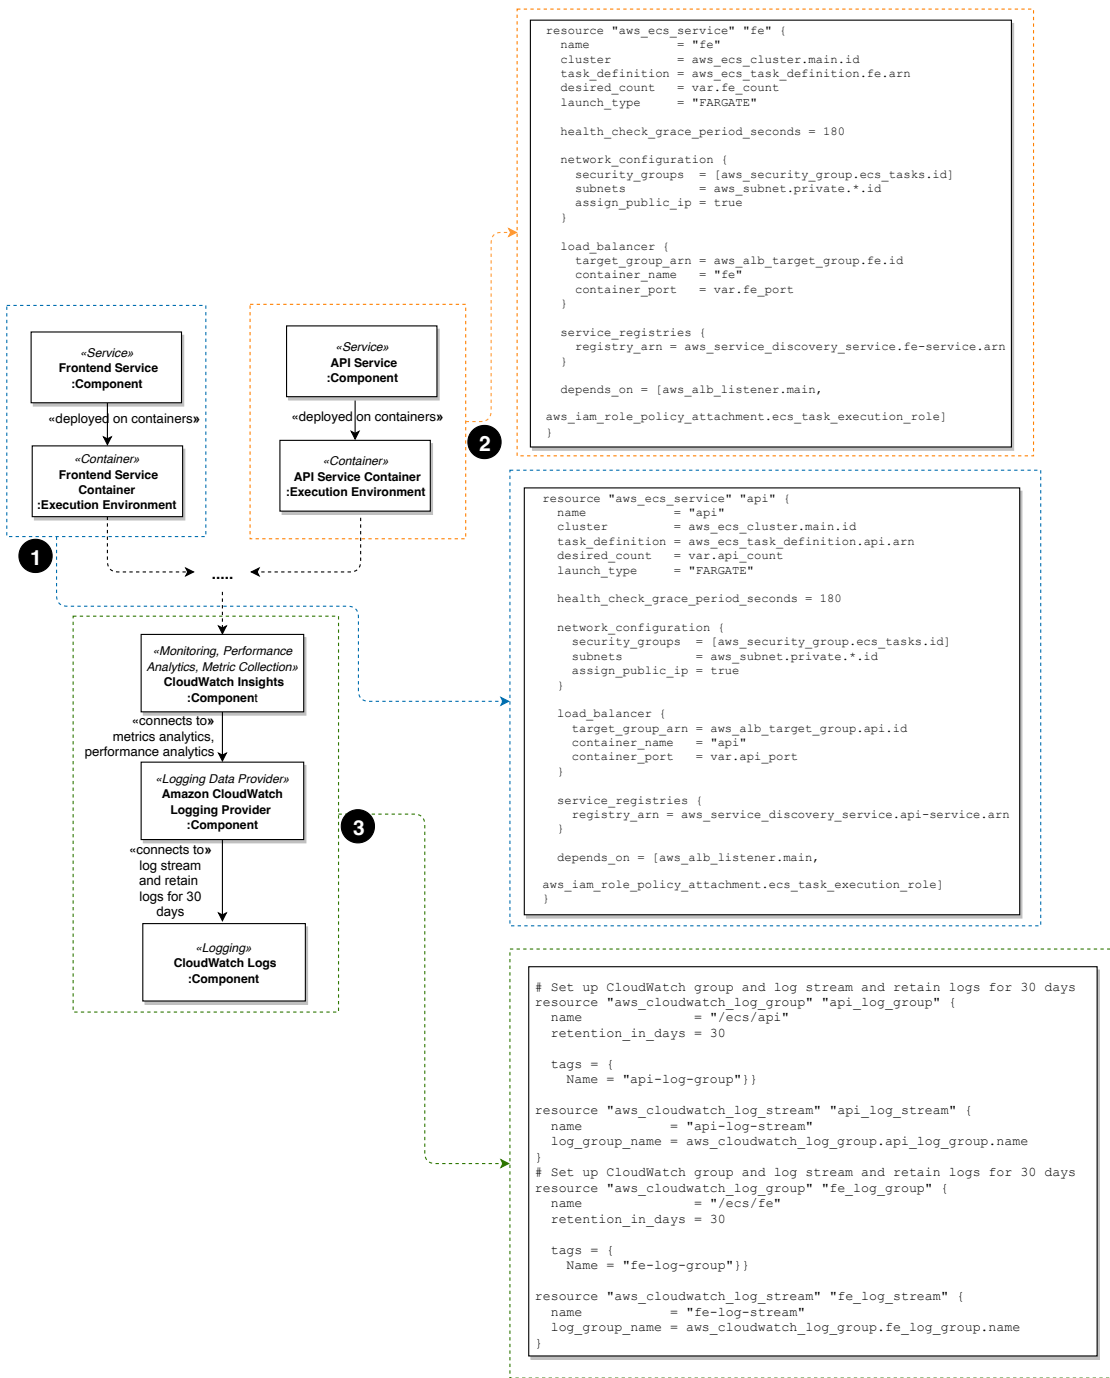 resource "aws_ecs_service" "fe" {
name = "fe"
cluster = aws_ecs_cluster.main.id
task_definition = aws_ecs_task_definition.fe.arn
desired_count = var.fe_count
launch_type = "FARGATE"
health_check_grace_period_seconds = 180
network_configuration {
security_groups = [aws_security_group.ecs_tasks.id]
subnets = aws_subnet.private.*.id
assign_public_ip = true
}
load_balancer {
target_group_arn = aws_alb_target_group.fe.id
container_name = "fe"
container_port = var.fe_port
}
service_registries {
registry_arn = aws_service_discovery_service.fe-service.arn
}
depends_on = [aws_alb_listener.main,
aws_iam_role_policy_attachment.ecs_task_execution_role]
}
«Service»
Frontend Service
:Component
«deployed on containers»
«Container»
Frontend Service
Container
:Execution Environment
1
«Service»
API Service
:Component
«deployed on containers»
«Container»
API Service Container
:Execution Environment
2
.....
resource "aws_ecs_service" "api" {
name = "api"
cluster = aws_ecs_cluster.main.id
task_definition = aws_ecs_task_definition.api.arn
desired_count = var.api_count
launch_type = "FARGATE"
health_check_grace_period_seconds = 180
network_configuration {
security_groups = [aws_security_group.ecs_tasks.id]
subnets = aws_subnet.private.*.id
assign_public_ip = true
}
load_balancer {
target_group_arn = aws_alb_target_group.api.id
container_name = "api"
container_port = var.api_port
}
service_registries {
registry_arn = aws_service_discovery_service.api-service.arn
}
depends_on = [aws_alb_listener.main,
aws_iam_role_policy_attachment.ecs_task_execution_role]
}
«Monitoring, Performance
Analytics, Metric Collection»
CloudWatch Insights
:Component
«connects to»
metrics analytics,
performance analytics
«Logging Data Provider»
Amazon CloudWatch
Logging Provider
:Component
3
«connects to»
log stream
and retain
logs for 30
days
«Logging»
CloudWatch Logs
:Component
# Set up CloudWatch group and log stream and retain logs for 30 days
resource "aws_cloudwatch_log_group" "api_log_group" {
name = "/ecs/api"
retention_in_days = 30
tags = {
Name = "api-log-group"}}
resource "aws_cloudwatch_log_stream" "api_log_stream" {
name = "api-log-stream"
log_group_name = aws_cloudwatch_log_group.api_log_group.name
}
# Set up CloudWatch group and log stream and retain logs for 30 days
resource "aws_cloudwatch_log_group" "fe_log_group" {
name = "/ecs/fe"
retention_in_days = 30
tags = {
Name = "fe-log-group"}}
resource "aws_cloudwatch_log_stream" "fe_log_stream" {
name = "fe-log-stream"
log_group_name = aws_cloudwatch_log_group.fe_log_group.name
}